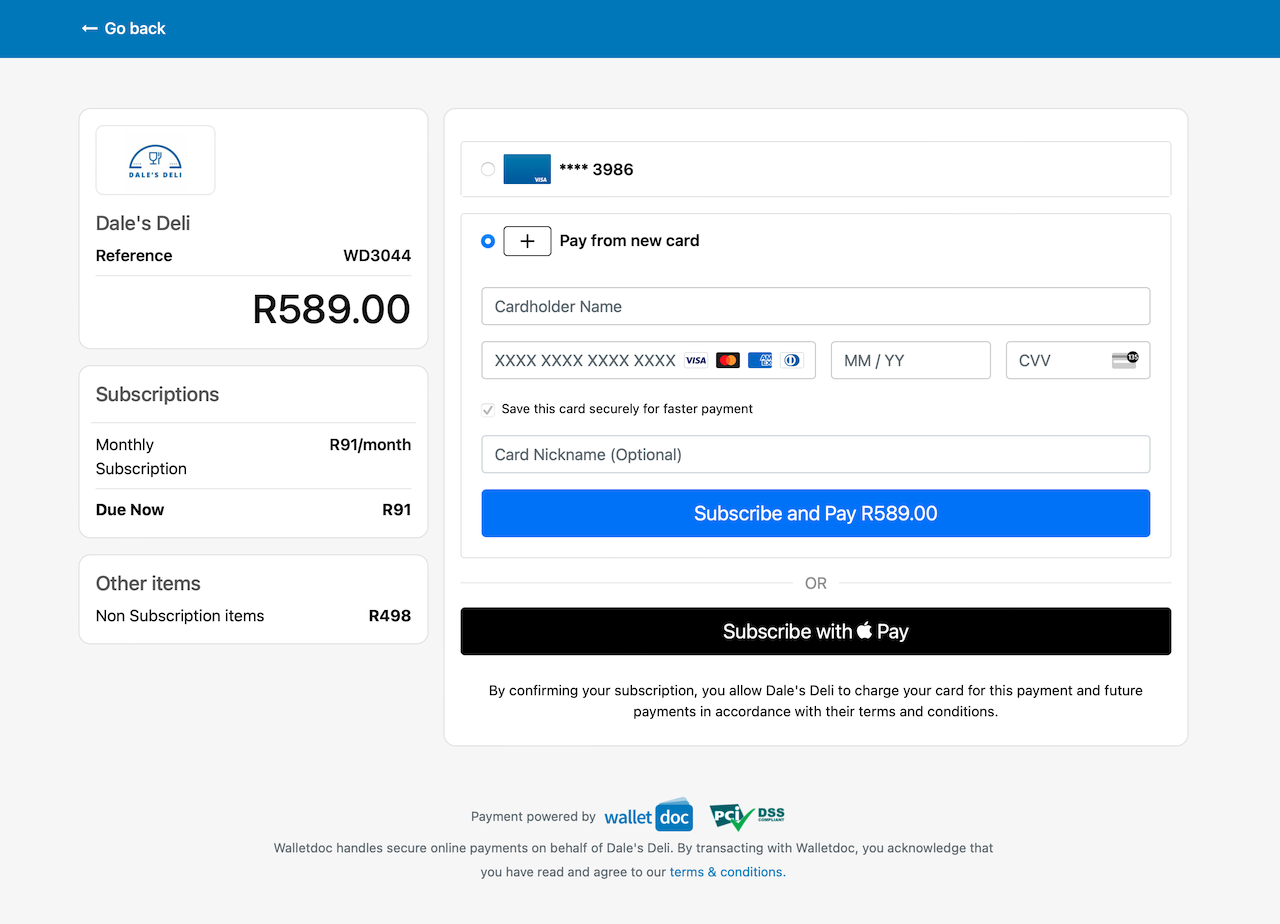 ← Go back
DALE'S DELI
Dale's Deli
Reference WD3044
R589.00
Subscriptions
Monthly Subscription R91/month
Due Now R91
Other items
Non Subscription items R498
VISA
**** 3986
+ Pay from new card
Cardholder Name
XXXX XXXX XXXX XXXX VISA AM EX MM / YY CVV 135
Save this card securely for faster payment
Card Nickname (Optional)
Subscribe and Pay R589.00
OR
Subscribe with Pay
By confirming your subscription, you allow Dale's Deli to charge your card for this payment and future
payments in accordance with their terms and conditions.
Payment powered by wallet doc PCI DSS COMPLIANT
Walletdoc handles secure online payments on behalf of Dale's Deli. By transacting with Walletdoc, you acknowledge that
you have read and agree to our terms & conditions.